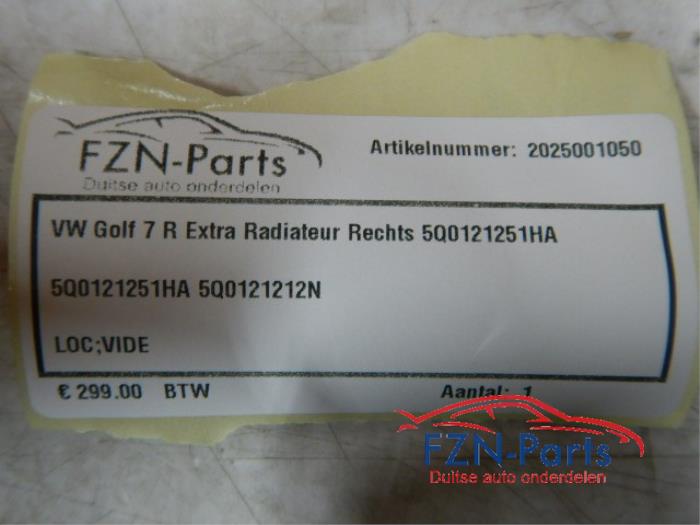 FZN-Parts
Duitse auto onderdelen
Artikelnummer: 2025001050
VW Golf 7 R Extra Radiateur Rechts 5Q0121251HA
5Q0121251HA 5Q0121212N
LOC;VIDE
€ 299.00 BTW
Aantal: 1
FZN-Parts
Duitse auto onderdelen